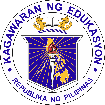 KAGAWARAN NG EDUKASYON
REPUBLIKA NG PILIPINAS